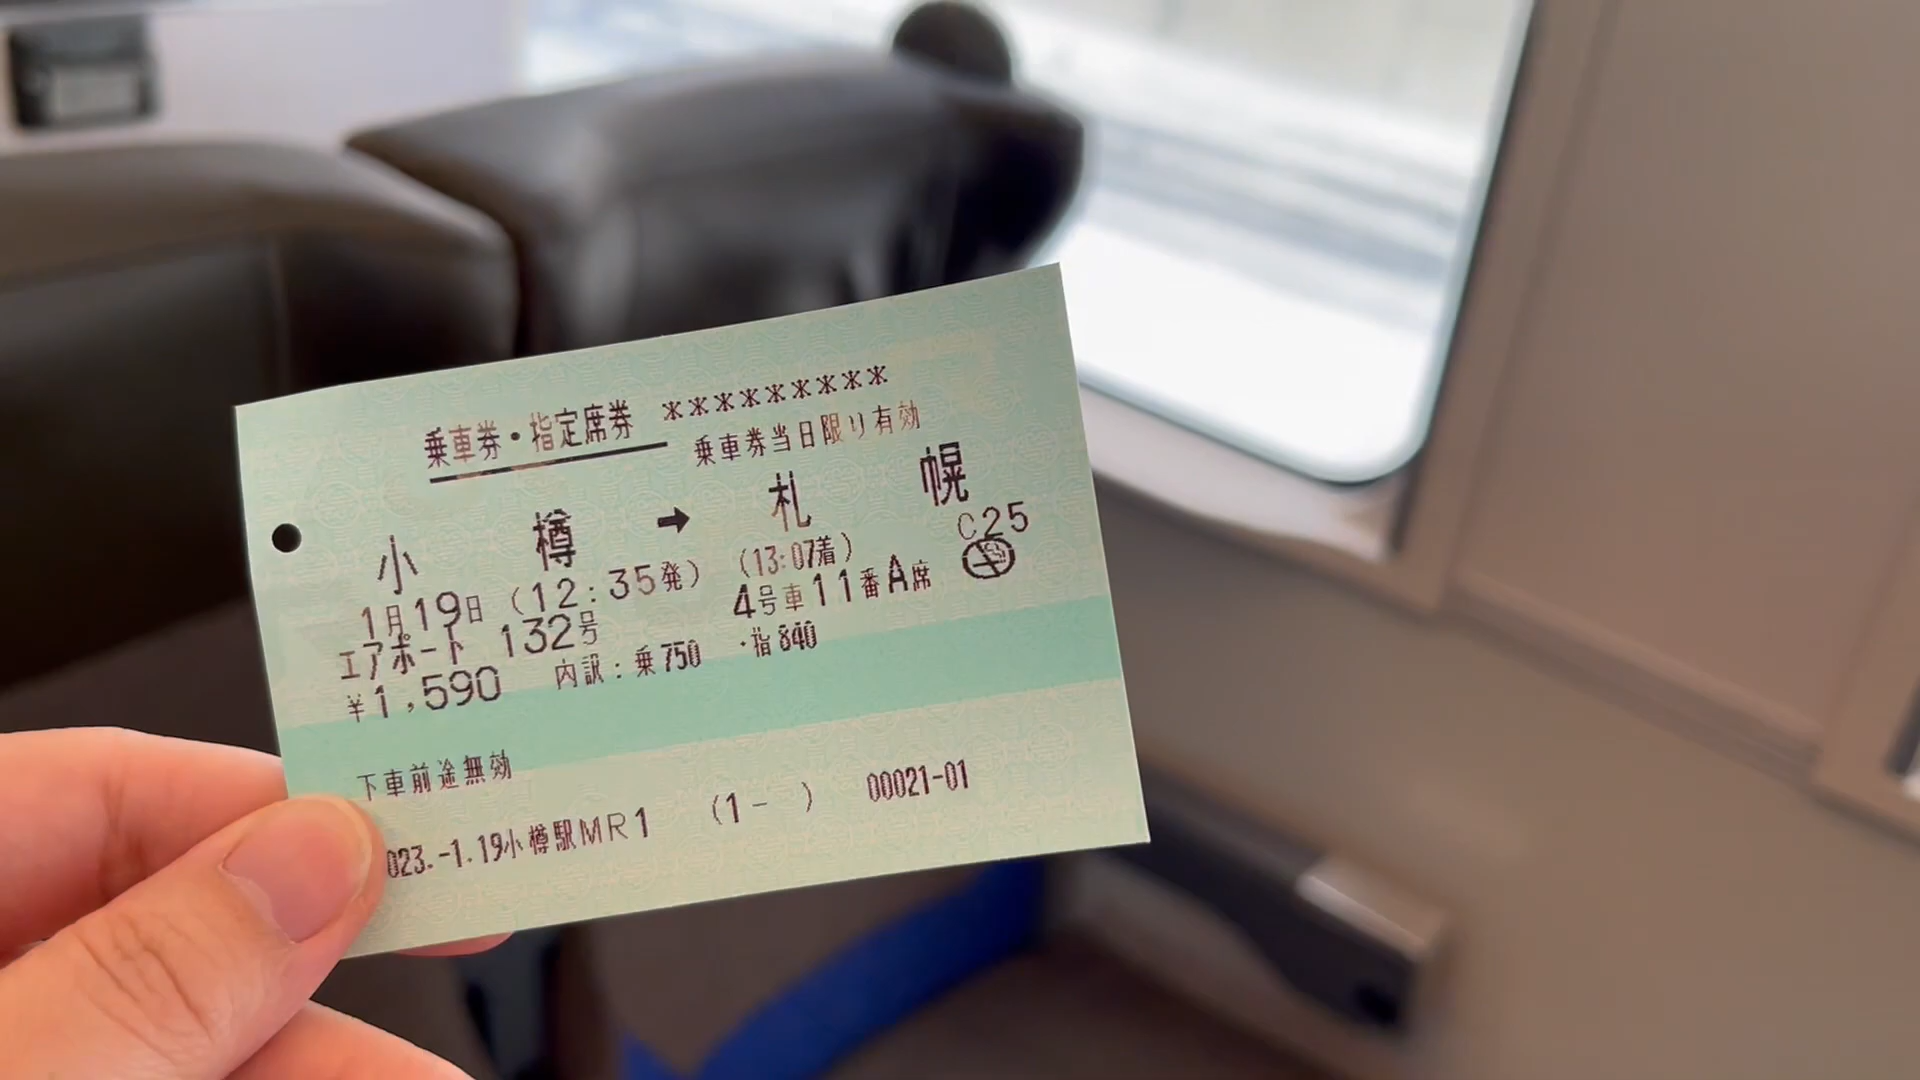 乗車券・指定席券 *********
乗車券当日限り有効
小樽 ➡ 札幌
C25
1月19日 (12:35発) (13:07着)
エアポート 132号 4号車11番A席
¥1,590 内訳:乗750 ・指840
下車前途無効
023.-1.19小樽駅MR1 (1- ) 00021-01